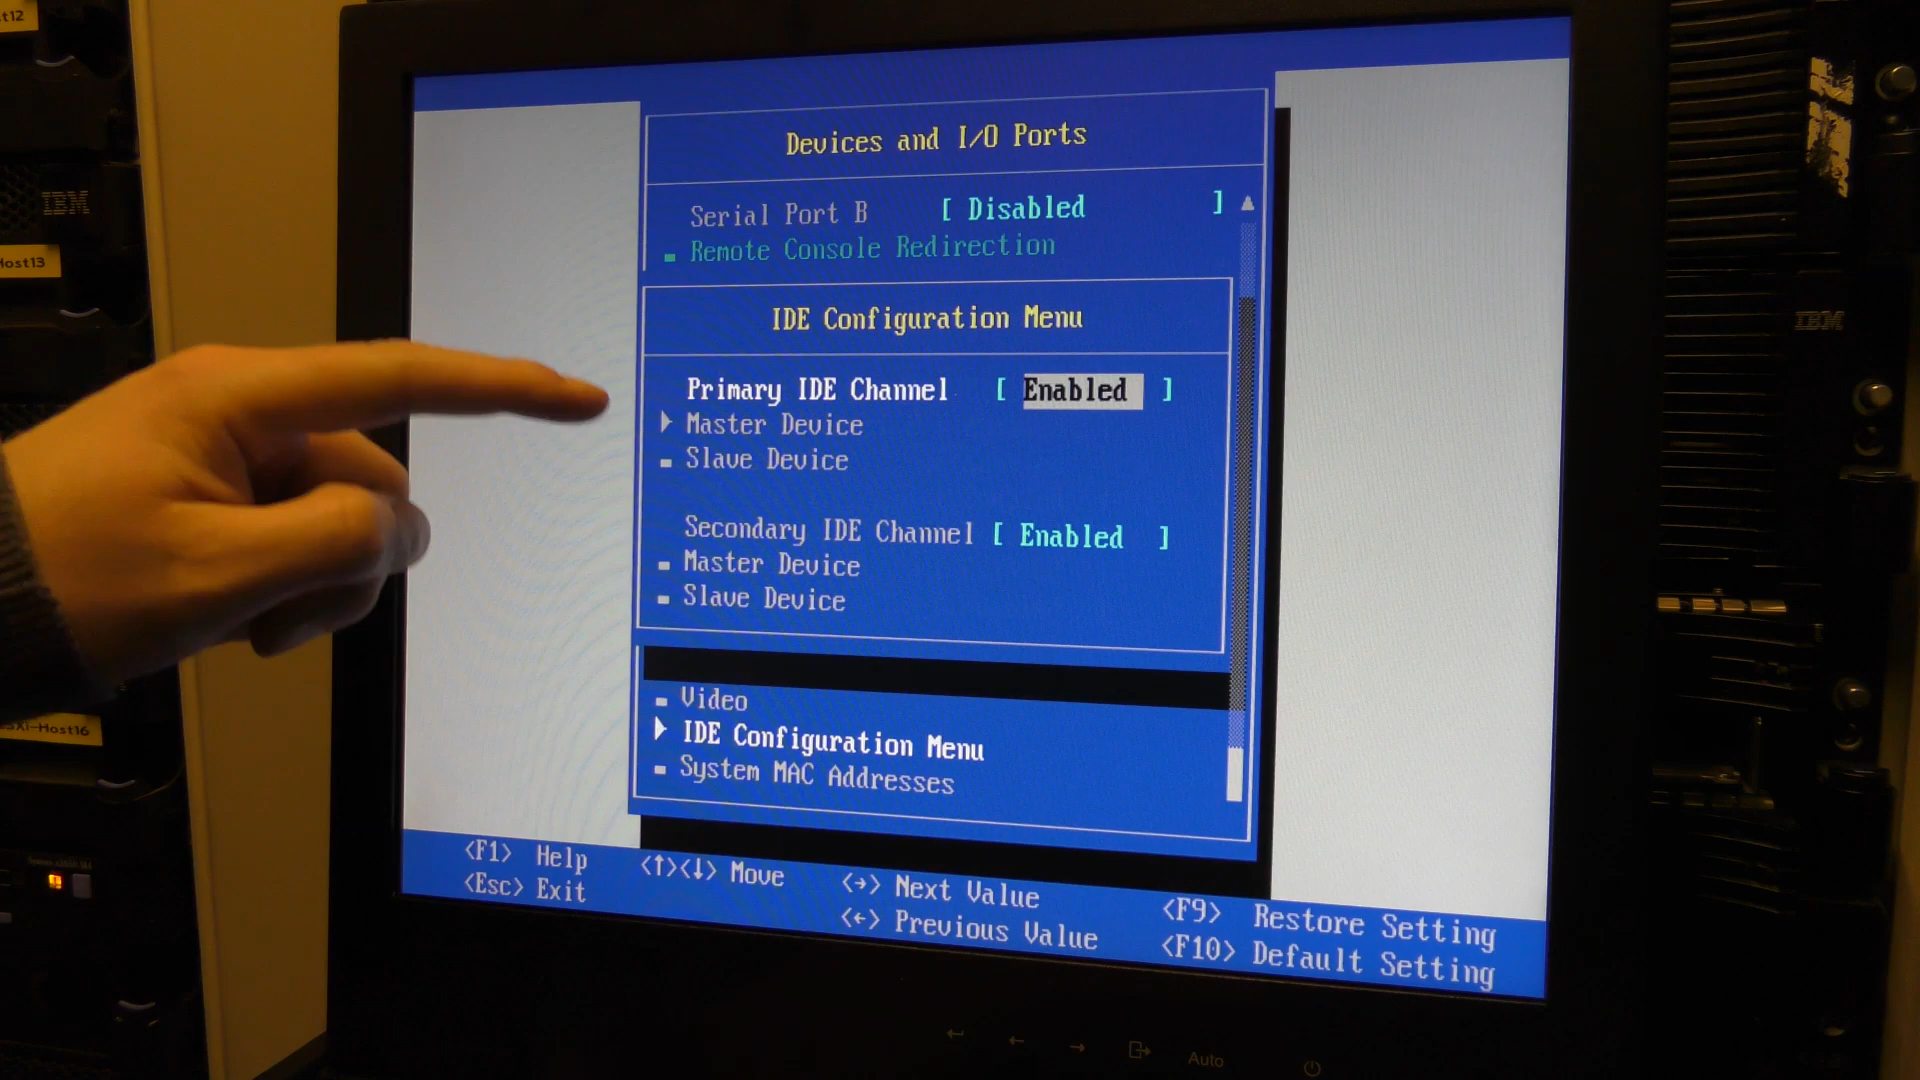 t12
IBM
Host13
Devices and I/O Ports
Serial Port B [ Disabled ]
Remote Console Redirection
IDE Configuration Menu
Primary IDE Channel [ Enabled ]
Master Device
Slave Device
Secondary IDE Channel [ Enabled ]
Master Device
Slave Device
Video
IDE Configuration Menu
System MAC Addresses
<F1> Help
<↑><↓> Move
<→> Next Value
<F9> Restore Setting
<Esc> Exit
<←> Previous Value
<F10> Default Setting
SXi-Host16
IBM
Auto